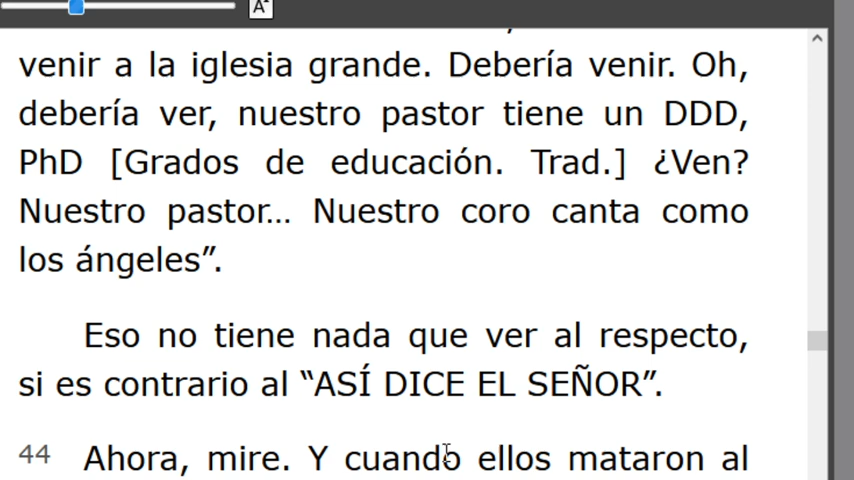 A
venir a la iglesia grande. Debería venir. Oh,
debería ver, nuestro pastor tiene un DDD,
PhD [Grados de educación. Trad.] ¿Ven?
Nuestro pastor... Nuestro coro canta como
los ángeles”.
Eso no tiene nada que ver al respecto,
si es contrario al “ASÍ DICE EL SEÑOR”.
44 Ahora, mire. Y cuando ellos mataron al